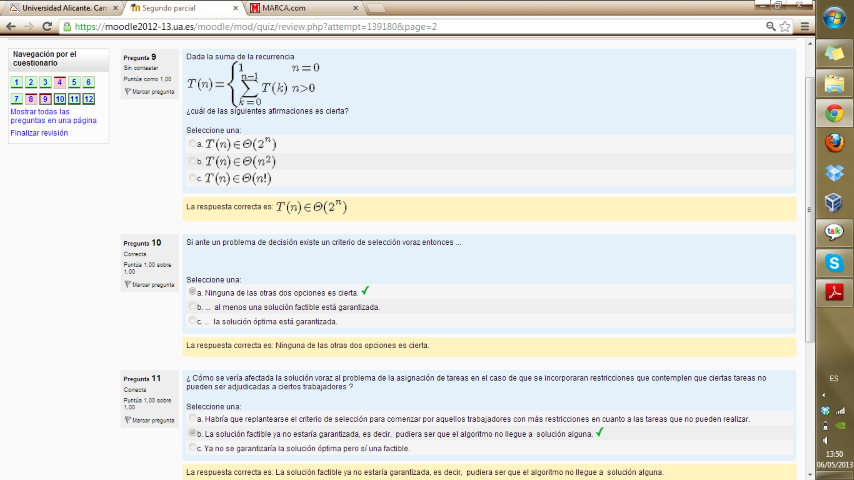 Universidad Alicante. Cam
Segundo parcial
MARCA.com
https://moodle2012-13.ua.es/moodle/mod/quiz/review.php?attempt=139180&page=2
Navegación por el
cuestionario
1 2 3 4 5 6
7 8 9 10 11 12
Mostrar todas las
preguntas en una página
Finalizar revisión
Pregunta 9
Sin contestar
Puntúa como 1,00
Marcar pregunta
Dada la suma de la recurrencia
T(n) = { 1 n = 0
n−1 ∑ k=0 T(k) n>0
¿cuál de las siguientes afirmaciones es cierta?
Seleccione una:
a. T(n) ∈ Θ(2^n)
b. T(n) ∈ Θ(n^2)
c. T(n) ∈ Θ(n!)
La respuesta correcta es: T(n) ∈ Θ(2^n)
Pregunta 10
Correcta
Puntúa 1,00 sobre
1,00
Marcar pregunta
Si ante un problema de decisión existe un criterio de selección voraz entonces ...
Seleccione una:
a. Ninguna de las otras dos opciones es cierta.
b. ... al menos una solución factible está garantizada.
c. ... la solución óptima está garantizada.
La respuesta correcta es: Ninguna de las otras dos opciones es cierta.
Pregunta 11
Correcta
Puntúa 1,00 sobre
1,00
Marcar pregunta
¿ Cómo se vería afectada la solución voraz al problema de la asignación de tareas en el caso de que se incorporaran restricciones que contemplen que ciertas tareas no
pueden ser adjudicadas a ciertos trabajadores ?
Seleccione una:
a. Habría que replantearse el criterio de selección para comenzar por aquellos trabajadores con más restricciones en cuanto a las tareas que no pueden realizar.
b. La solución factible ya no estaría garantizada, es decir, pudiera ser que el algoritmo no llegue a solución alguna.
c. Ya no se garantizaría la solución óptima pero sí una factible.
La respuesta correcta es: La solución factible ya no estaría garantizada, es decir, pudiera ser que el algoritmo no llegue a solución alguna.
talk
ES
13:50
06/05/2013